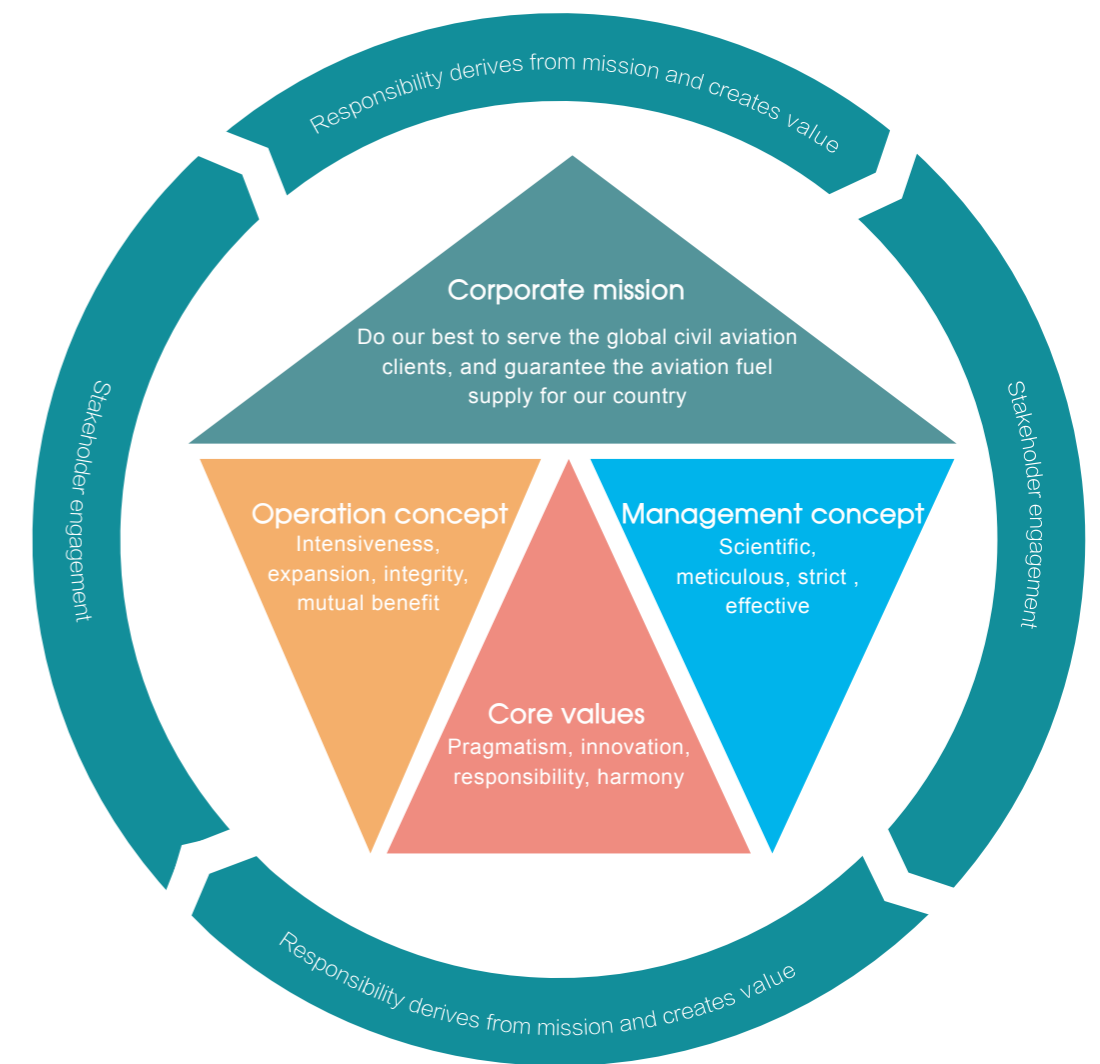 Responsibility derives from mission and creates value
Corporate mission
Do our best to serve the global civil aviation
clients, and guarantee the aviation fuel
supply for our country
Stakeholder engagement
Stakeholder engagement
Operation concept
Intensiveness,
expansion, integrity,
mutual benefit
Management concept
Scientific,
meticulous, strict ,
effective
Core values
Pragmatism, innovation,
responsibility, harmony
Responsibility derives from mission and creates value